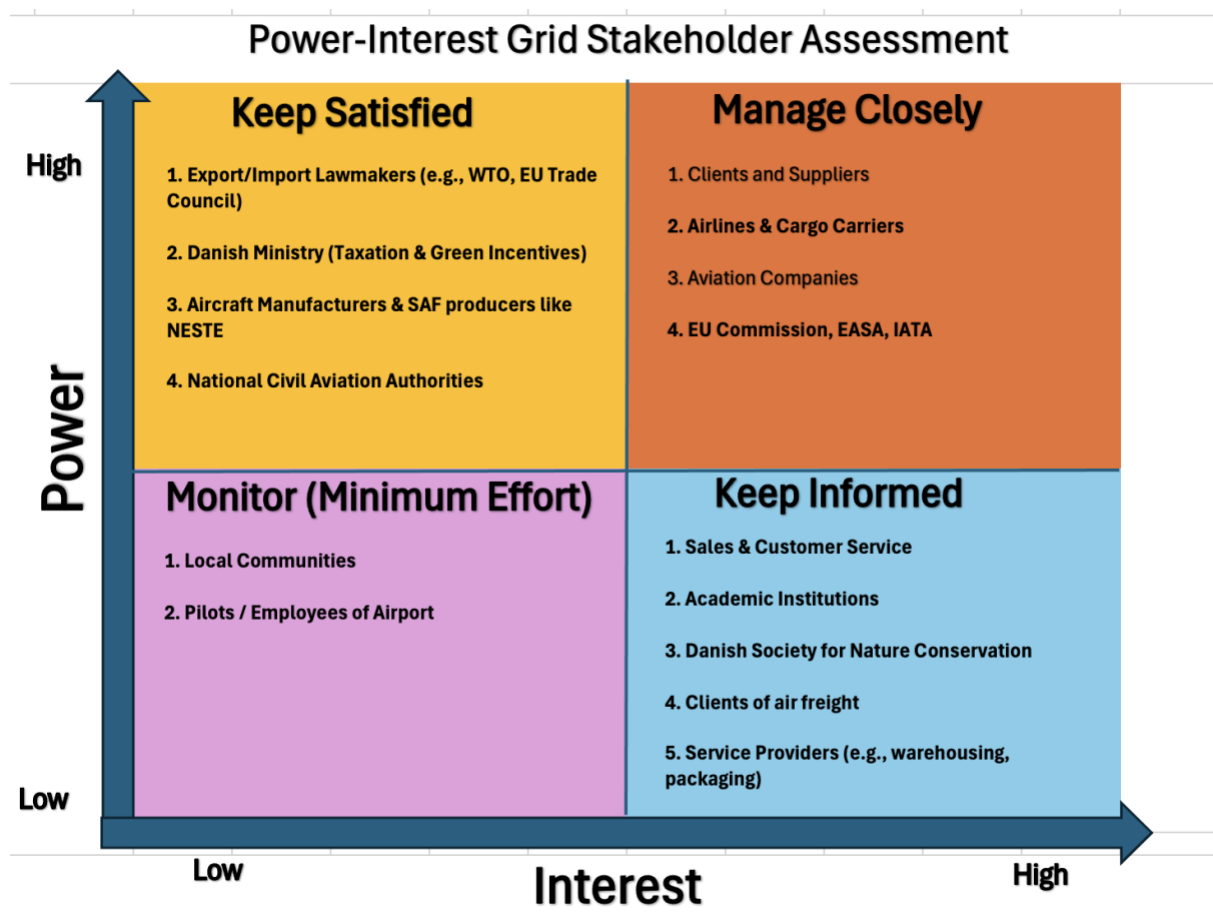 Power-Interest Grid Stakeholder Assessment
High
Power
Low
Keep Satisfied
1. Export/Import Lawmakers (e.g., WTO, EU Trade
Council)
2. Danish Ministry (Taxation & Green Incentives)
3. Aircraft Manufacturers & SAF producers like
NESTE
4. National Civil Aviation Authorities
Manage Closely
1. Clients and Suppliers
2. Airlines & Cargo Carriers
3. Aviation Companies
4. EU Commission, EASA, IATA
Monitor (Minimum Effort)
1. Local Communities
2. Pilots / Employees of Airport
Keep Informed
1. Sales & Customer Service
2. Academic Institutions
3. Danish Society for Nature Conservation
4. Clients of air freight
5. Service Providers (e.g., warehousing,
packaging)
Low
Interest
High